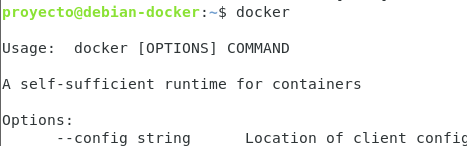 proyecto@debian-docker:~$ docker
Usage:  docker [OPTIONS] COMMAND
A self-sufficient runtime for containers
Options:
      --config string      Location of client config